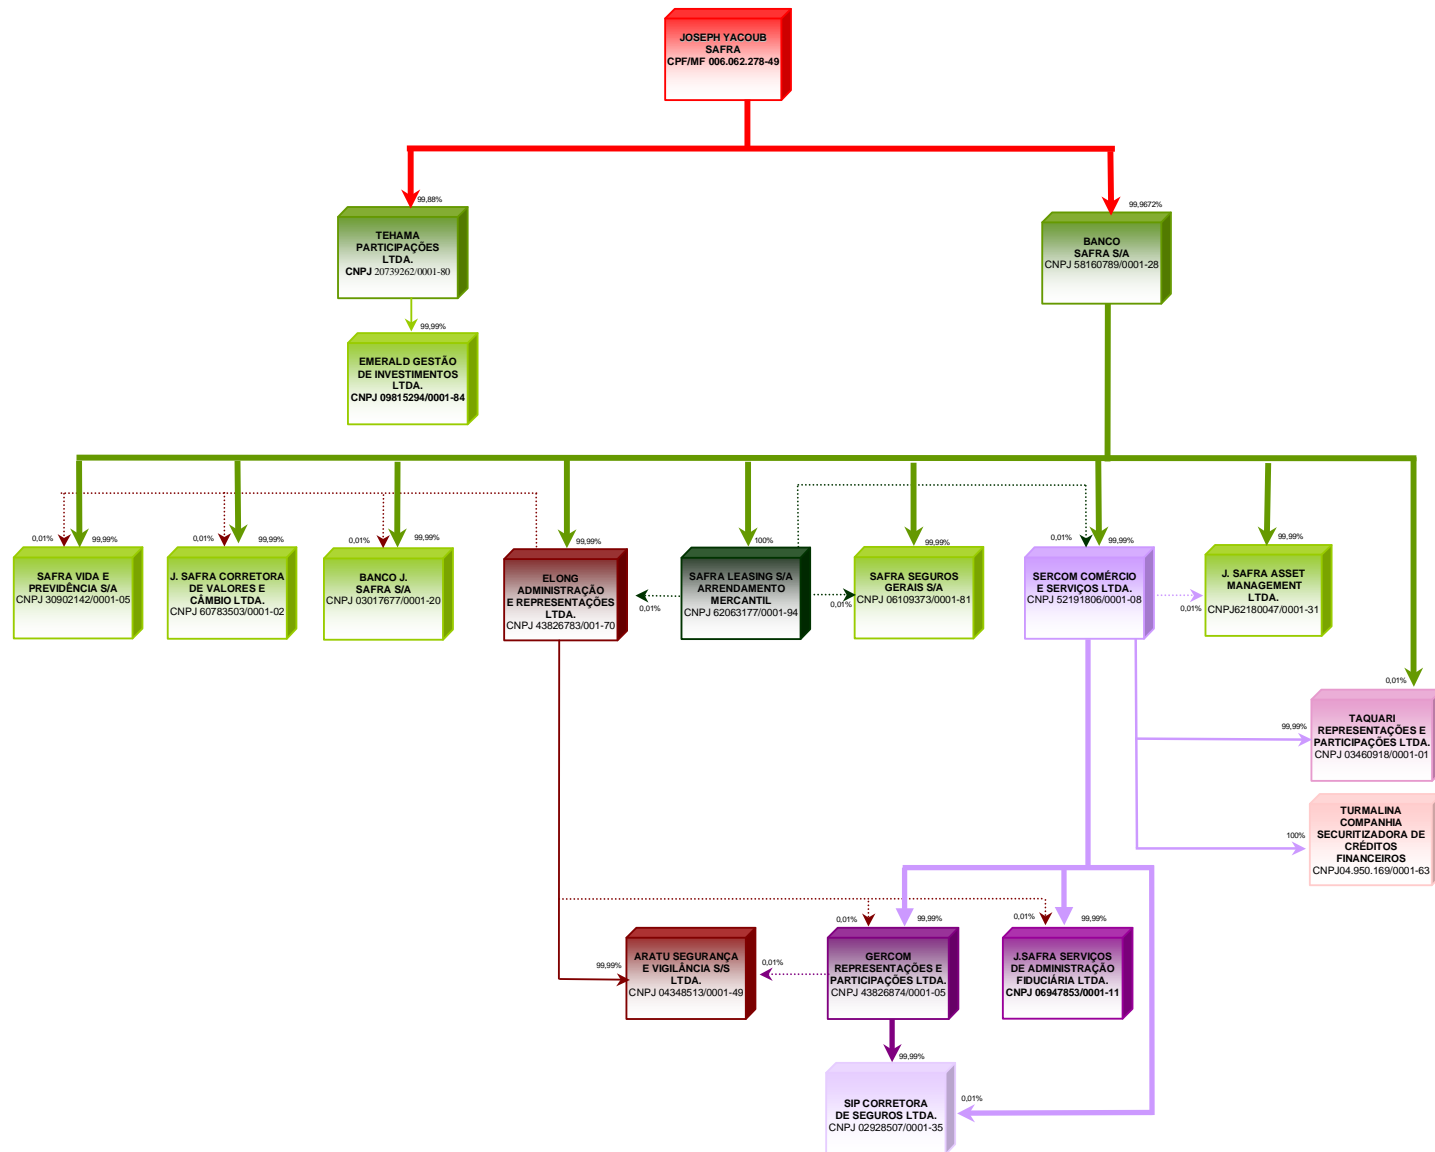 JOSEPH YACOUB
SAFRA
CPF/MF 006.062.278-49
99,88%
99,9672%
TEHAMA
PARTICIPAÇÕES
LTDA.
CNPJ 20739262/0001-80
BANCO
SAFRA S/A
CNPJ 58160789/0001-28
99,99%
EMERALD GESTÃO
DE INVESTIMENTOS
LTDA.
CNPJ 09815294/0001-84
0,01%
99,99%
SAFRA VIDA E
PREVIDÊNCIA S/A
CNPJ 30902142/0001-05
0,01%
99,99%
J. SAFRA CORRETORA
DE VALORES E
CÂMBIO LTDA.
CNPJ 60783503/0001-02
0,01%
99,99%
BANCO J.
SAFRA S/A
CNPJ 03017677/0001-20
99,99%
ELONG
ADMINISTRAÇÃO
E REPRESENTAÇÕES
LTDA.
CNPJ 43826783/001-70
0,01%
100%
SAFRA LEASING S/A
ARRENDAMENTO
MERCANTIL
CNPJ 62063177/0001-94
0,01%
99,99%
SAFRA SEGUROS
GERAIS S/A
CNPJ 06109373/0001-81
0,01%
99,99%
SERCOM COMÉRCIO
E SERVIÇOS LTDA.
CNPJ 52191806/0001-08
0,01%
99,99%
J. SAFRA ASSET
MANAGEMENT
LTDA.
CNPJ62180047/0001-31
0,01%
99,99%
TAQUARI
REPRESENTAÇÕES E
PARTICIPAÇÕES LTDA.
CNPJ 03460918/0001-01
100%
TURMALINA
COMPANHIA
SECURITIZADORA DE
CRÉDITOS
FINANCEIROS
CNPJ04.950.169/0001-63
99,99%
ARATU SEGURANÇA
E VIGILÂNCIA S/S
LTDA.
CNPJ 04348513/0001-49
0,01%
0,01%
99,99%
GERCOM
REPRESENTAÇÕES E
PARTICIPAÇÕES LTDA.
CNPJ 43826874/0001-05
0,01%
99,99%
J.SAFRA SERVIÇOS
DE ADMINISTRAÇÃO
FIDUCIÁRIA LTDA.
CNPJ 06947853/0001-11
99,99%
SIP CORRETORA
DE SEGUROS LTDA.
CNPJ 02928507/0001-35
0,01%